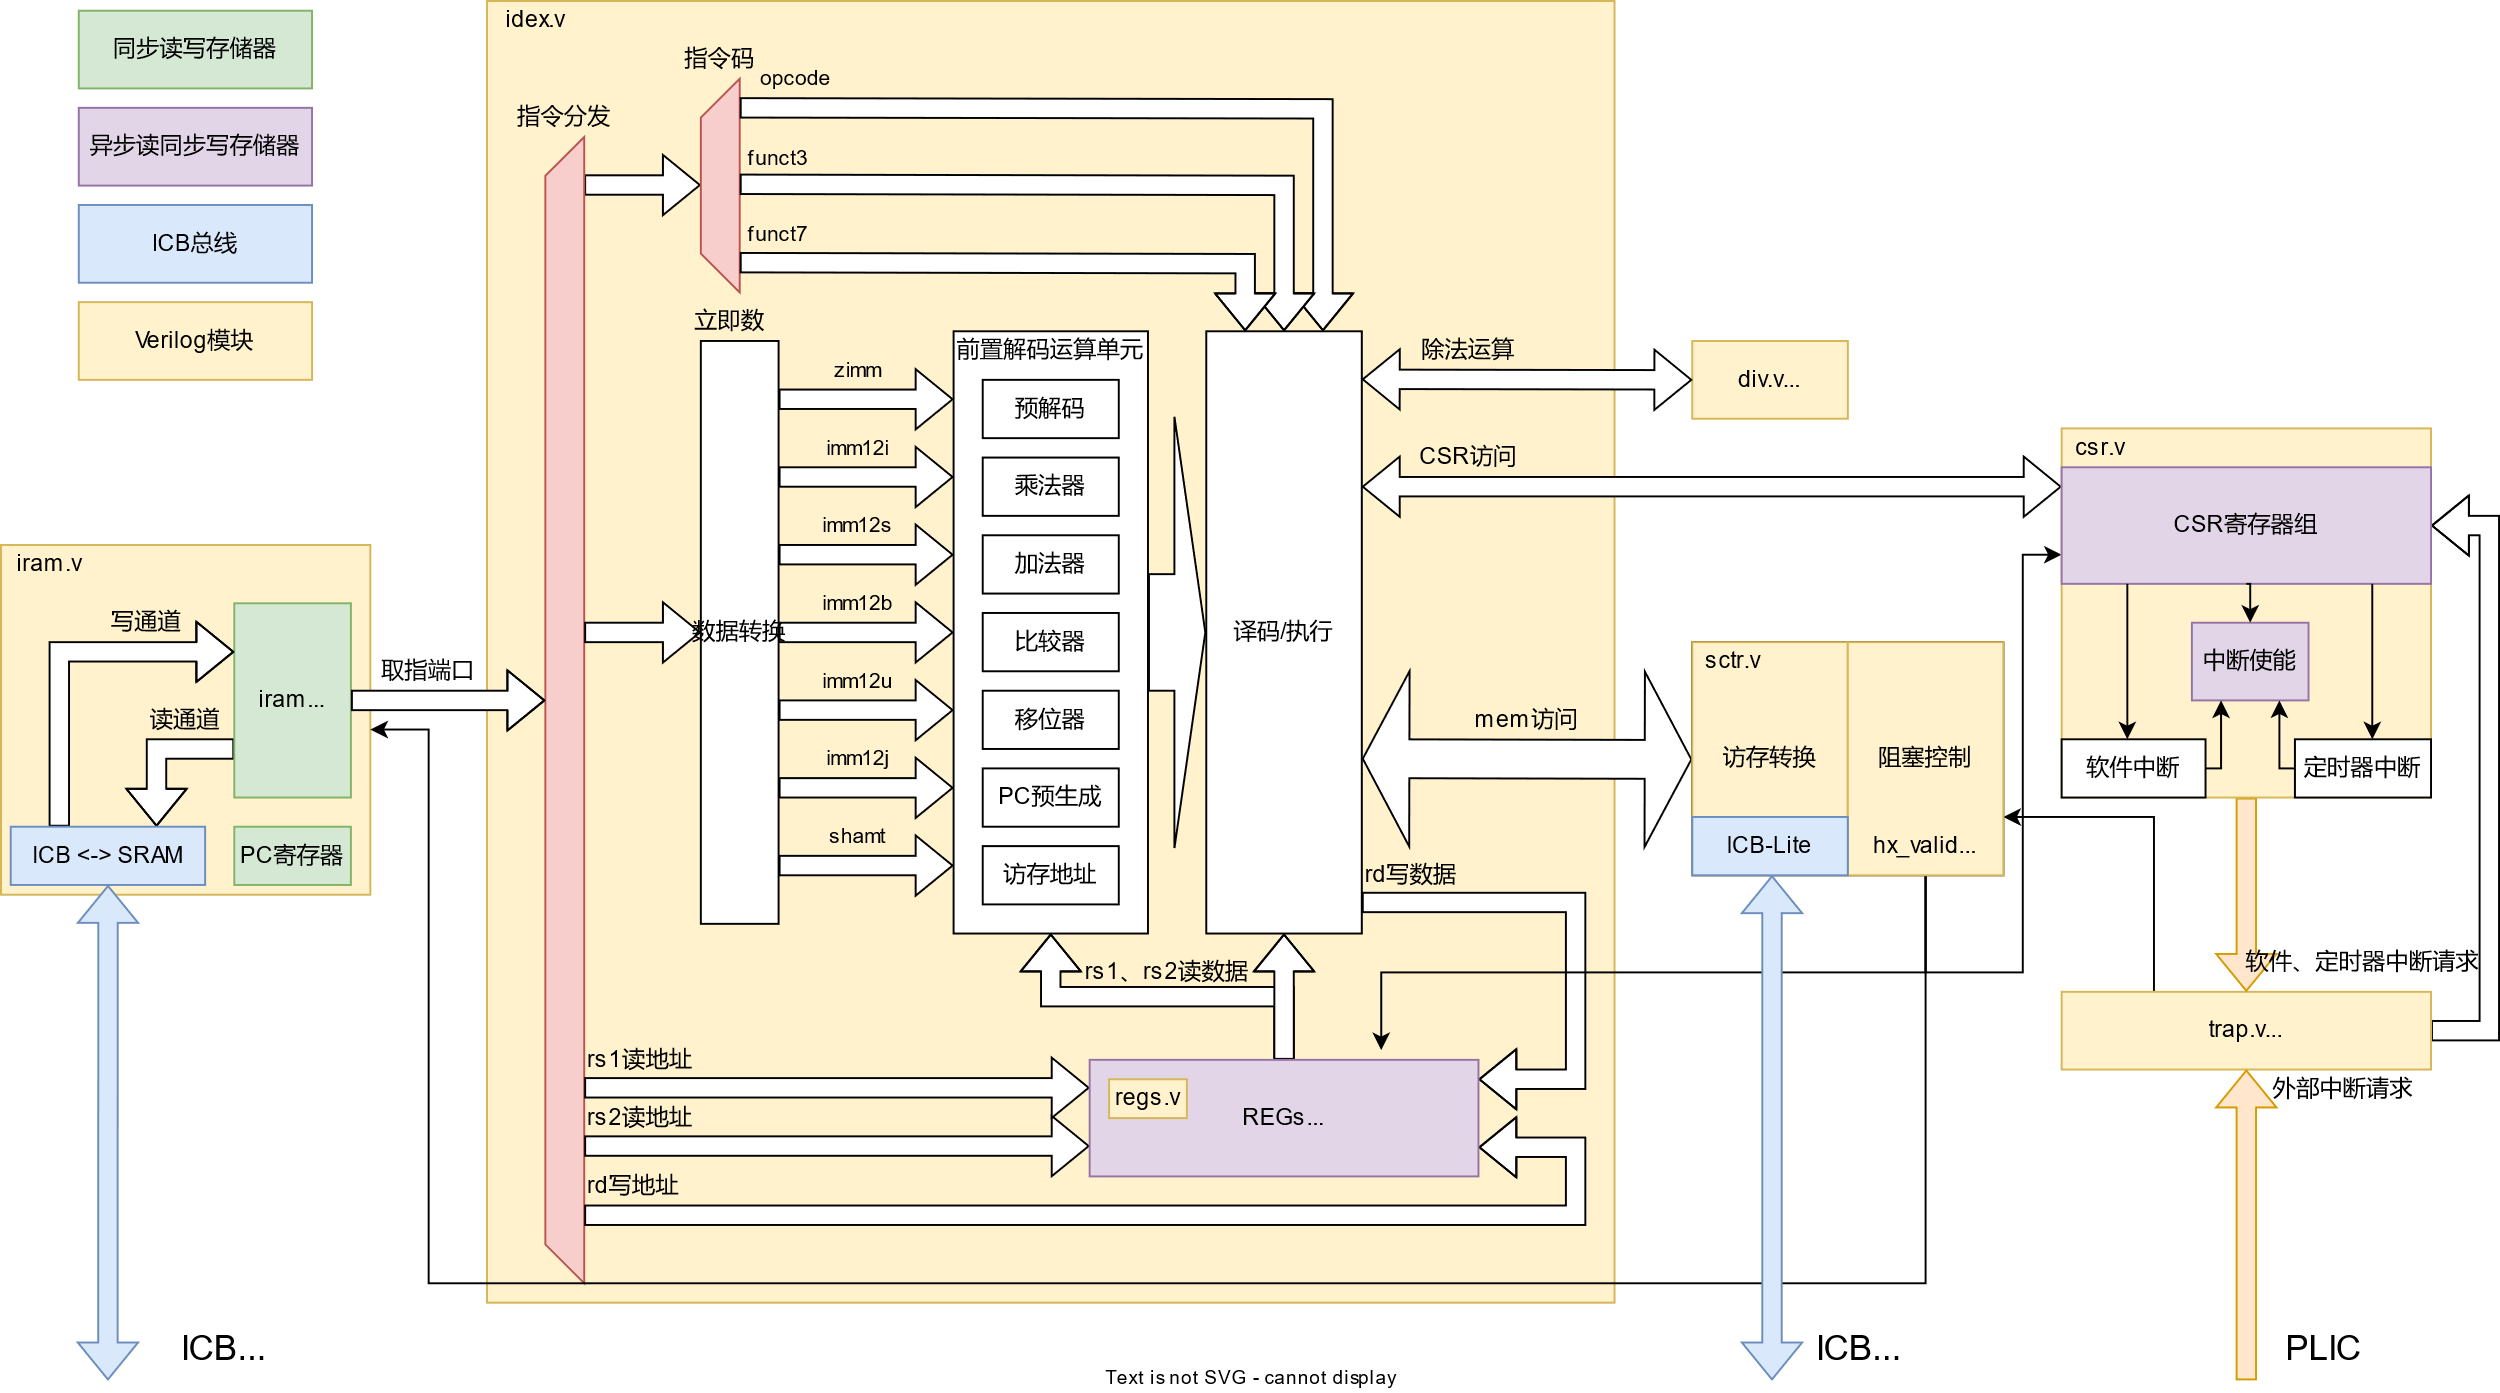 同步读写存储器
异步读同步写存储器
ICB总线
Verilog模块
idex.v
指令码
opcode
指令分发
funct3
funct7
立即数
数据转换
zimm
imm12i
imm12s
imm12b
imm12u
imm12j
shamt
前置解码运算单元
预解码
乘法器
加法器
比较器
移位器
PC预生成
访存地址
译码/执行
除法运算
div.v...
CSR访问
csr.v
CSR寄存器组
中断使能
软件中断
定时器中断
iram.v
写通道
iram...
读通道
ICB <-> SRAM
PC寄存器
取指端口
mem访问
sctr.v
访存转换
阻塞控制
ICB-Lite
hx_valid...
rd写数据
rs1、rs2读数据
软件、定时器中断请求
trap.v...
外部中断请求
rs1读地址
rs2读地址
rd写地址
regs.v
REGs...
ICB...
ICB...
PLIC
Text is not SVG - cannot display